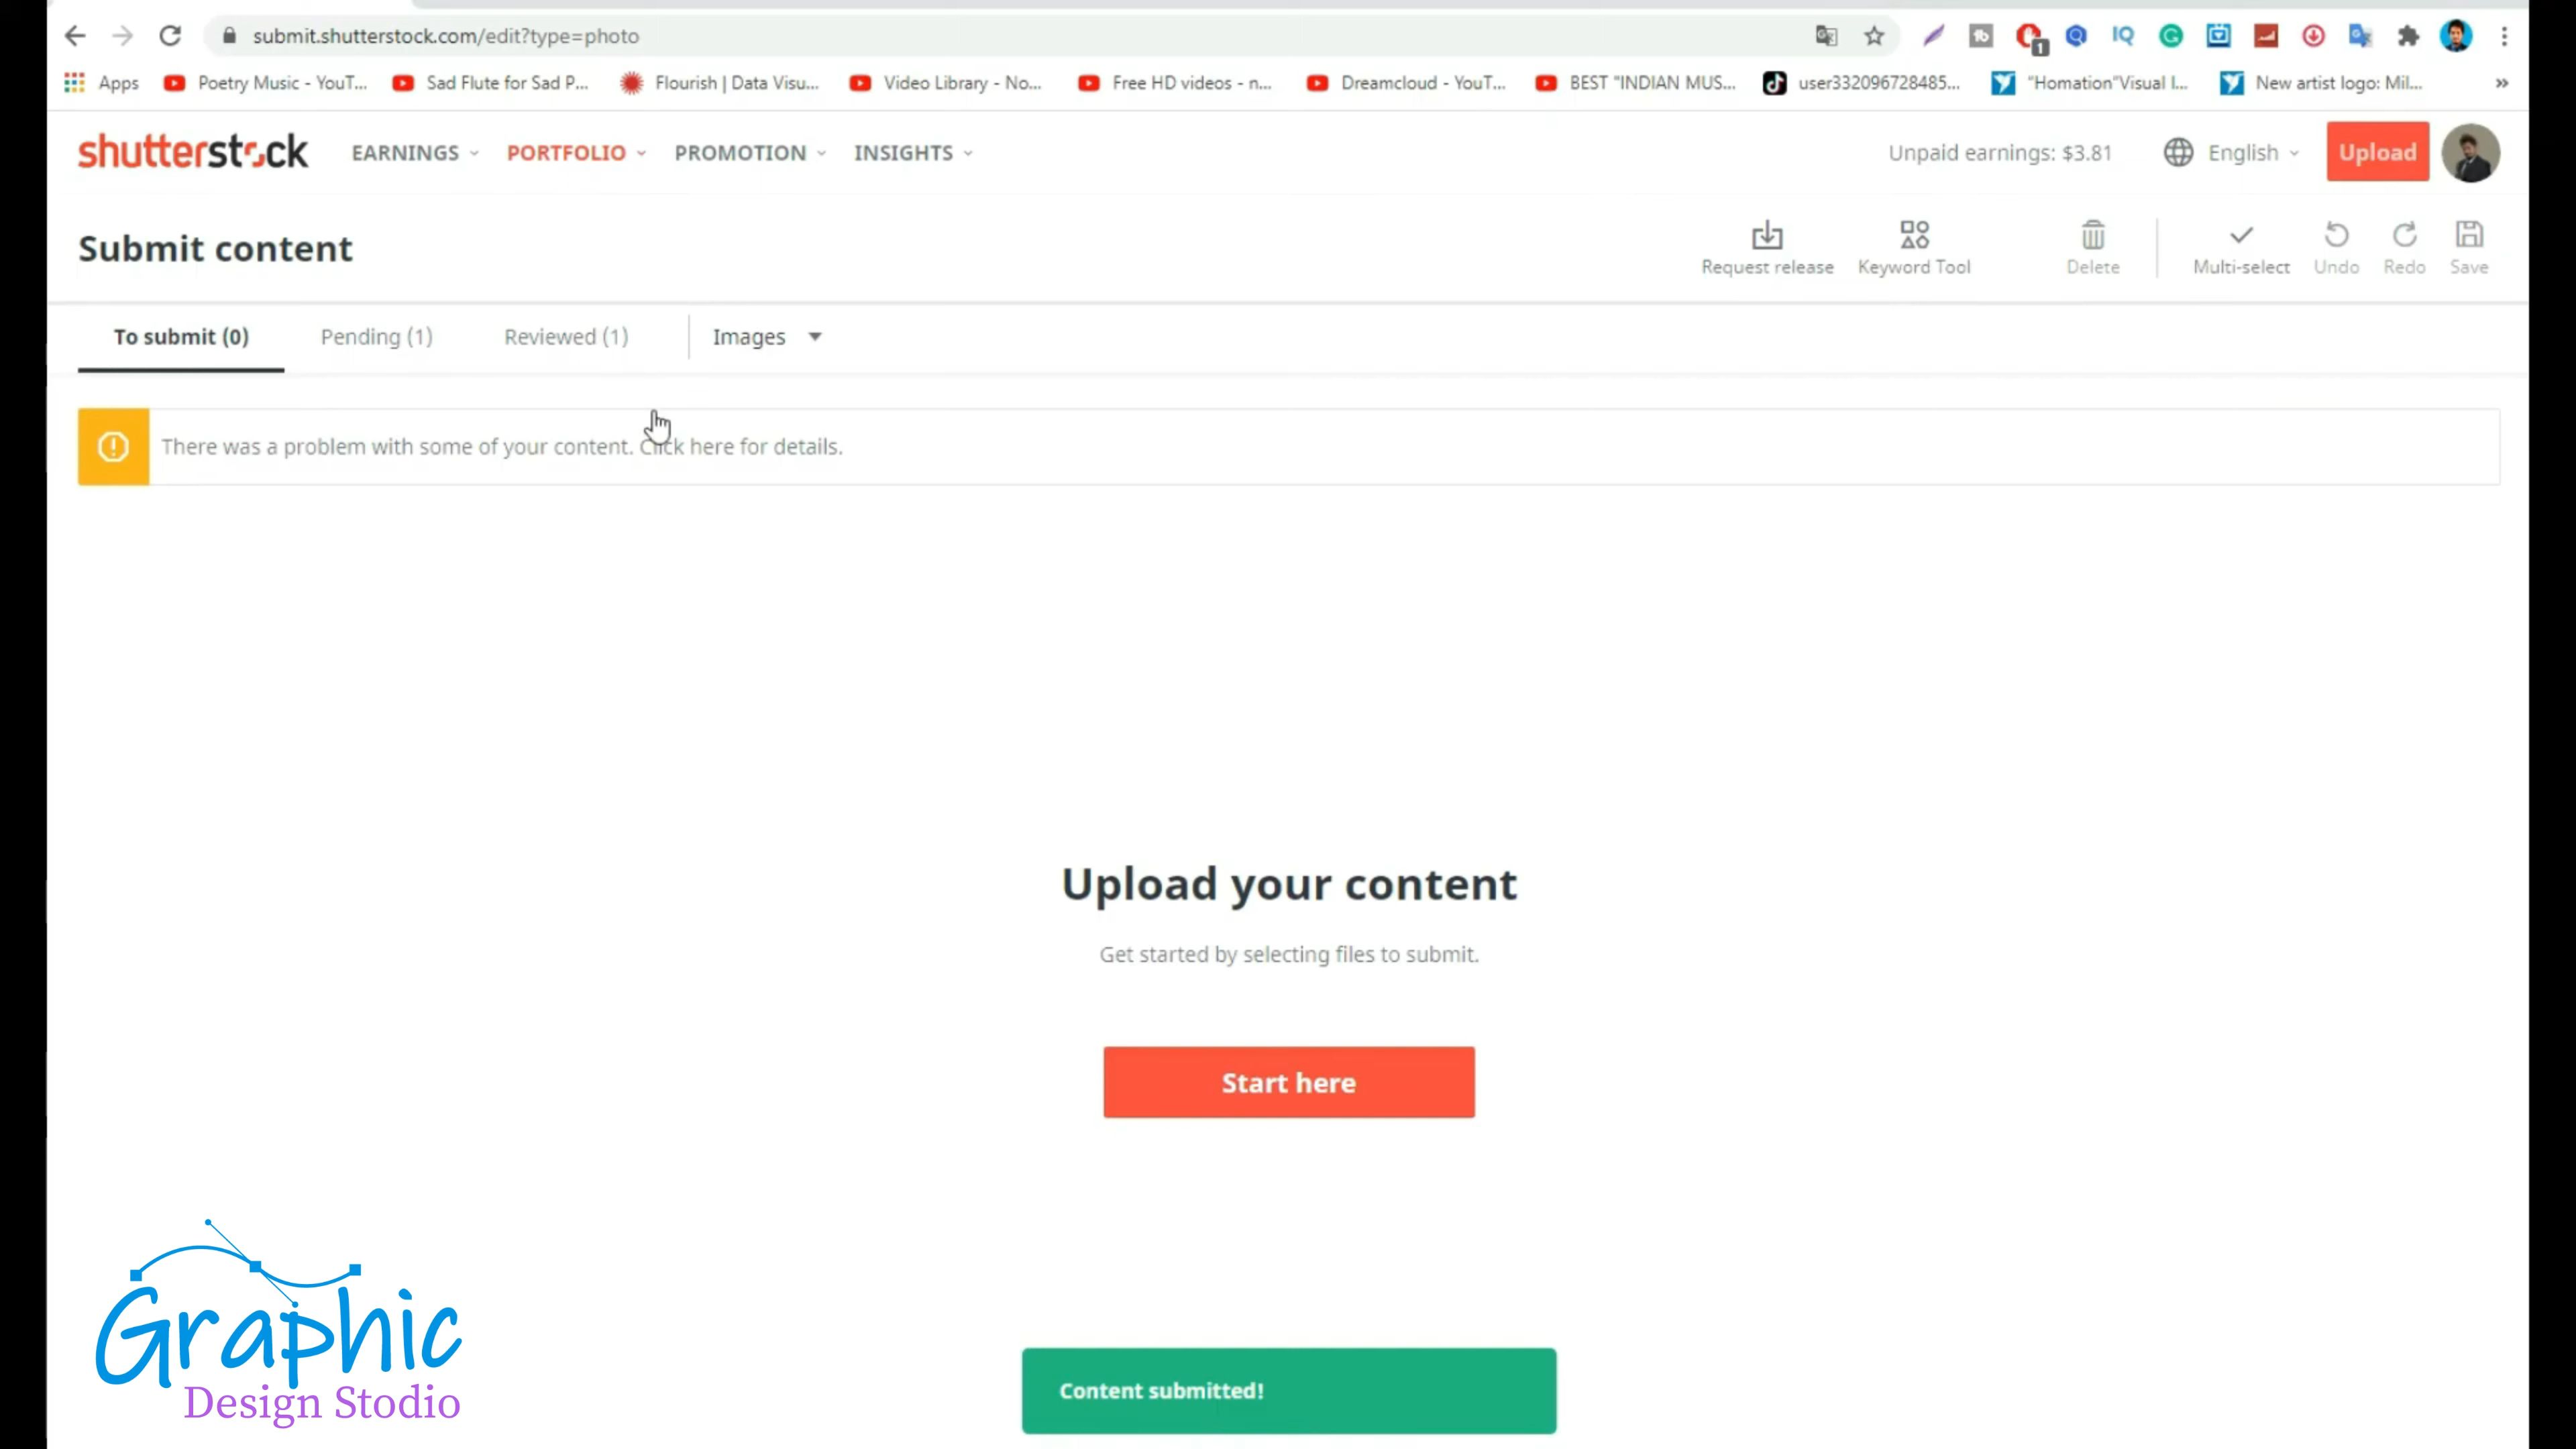 submit.shutterstock.com/edit?type=photo
1
Apps Poetry Music - YouT... Sad Flute for Sad P... Flourish | Data Visu... Video Library - No... Free HD videos - n... Dreamcloud - YouT... BEST "INDIAN MUS... user332096728485... "Homation"Visual I... New artist logo: Mil... »
shutterstock EARNINGS PORTFOLIO PROMOTION INSIGHTS Unpaid earnings: $3.81 English Upload
Submit content Request release Keyword Tool Delete Multi-select Undo Redo Save
To submit (0) Pending (1) Reviewed (1) Images
There was a problem with some of your content. Click here for details.
Upload your content
Get started by selecting files to submit.
Start here
Graphic
Design Stodio
Content submitted!